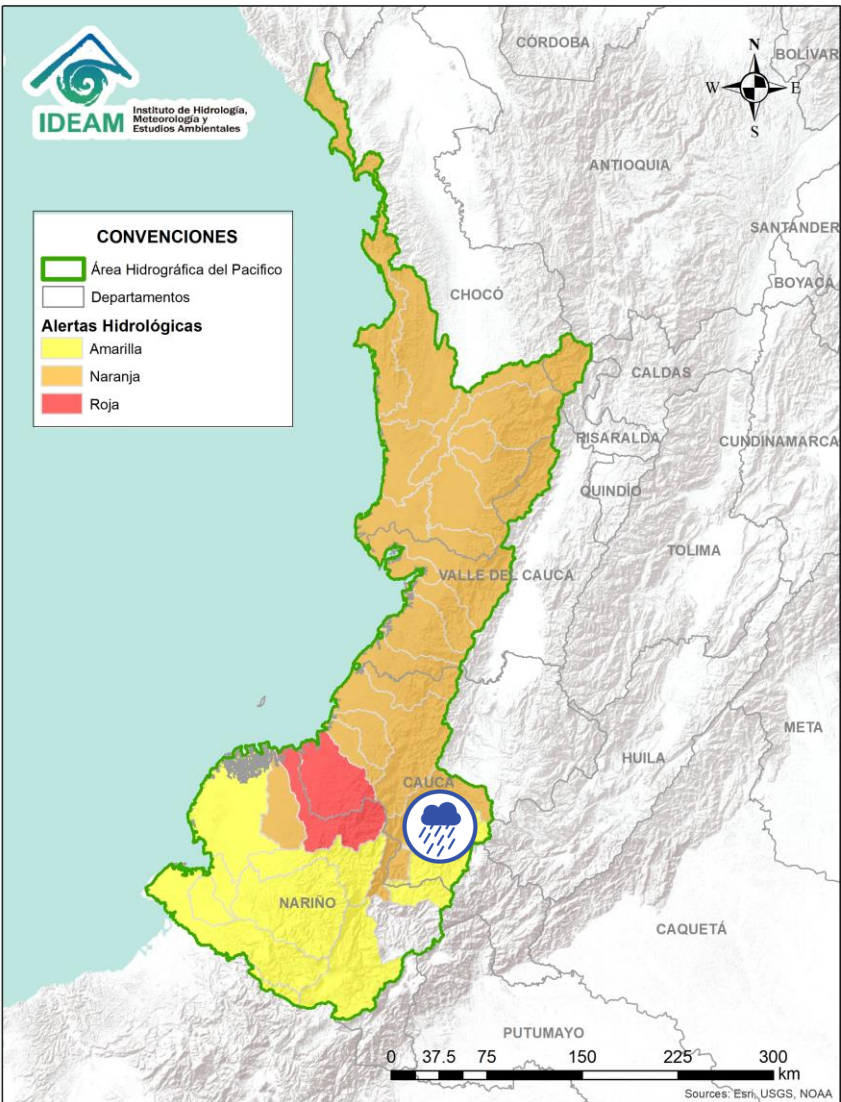 IDEAM
Instituto de Hidrología,
Meteorología y
Estudios Ambientales
N
W
E
S
CÓRDOBA
BOLÍVAR
ANTIOQUIA
SANTANDER
BOYACÁ
CHOCÓ
CALDAS
RISARALDA
CUNDINAMARCA
QUINDÍO
TOLIMA
VALLE DEL CAUCA
META
HUILA
CAUCA
NARIÑO
CAQUETÁ
PUTUMAYO
CONVENCIONES
Área Hidrográfica del Pacifico
Departamentos
Alertas Hidrológicas
Amarilla
Naranja
Roja
0 37.5 75 150 225 300
km
Sources: Esri, USGS, NOAA